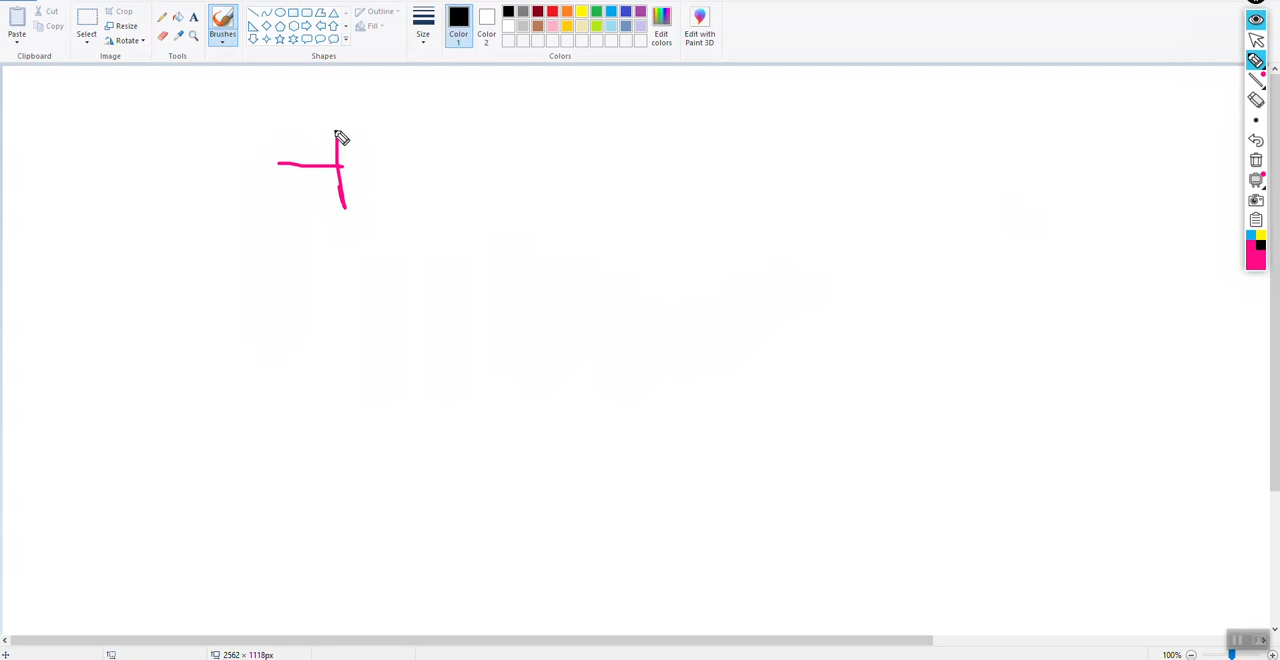 Paste
Cut
Copy
Clipboard
Select
Crop
Resize
Rotate
Image
A
Tools
Brushes
Outline
Fill
Shapes
Size
Color
1
Color
2
Colors
Edit
colors
Edit with
Paint 3D
2562 × 1118px
100%